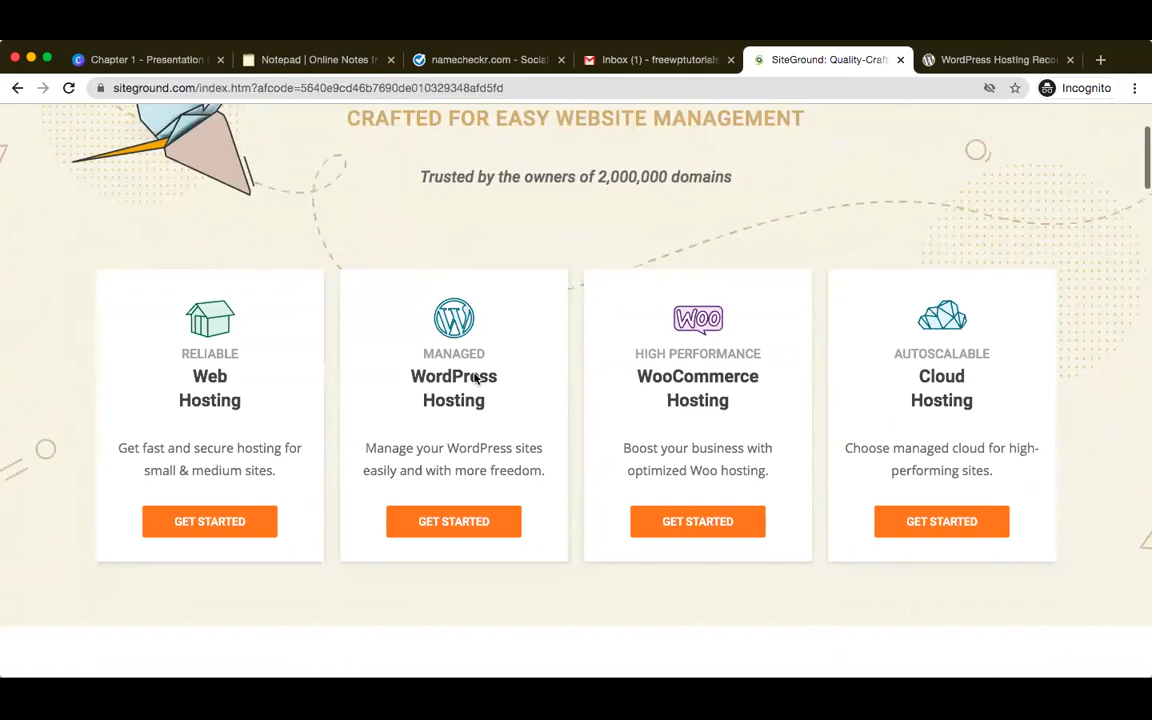 Chapter 1 - Presentation
Notepad | Online Notes
namecheckr.com - Social
Inbox (1) - freewptutorials
SiteGround: Quality-Craf
WordPress Hosting Reco
siteground.com/index.htm?afcode=5640e9cd46b7690de010329348afd5fd
Incognito
CRAFTED FOR EASY WEBSITE MANAGEMENT
Trusted by the owners of 2,000,000 domains
WOO
RELIABLE
Web
Hosting
Get fast and secure hosting for
small & medium sites.
GET STARTED
MANAGED
WordPress
Hosting
Manage your WordPress sites
easily and with more freedom.
GET STARTED
HIGH PERFORMANCE
WooCommerce
Hosting
Boost your business with
optimized Woo hosting.
GET STARTED
AUTOSCALABLE
Cloud
Hosting
Choose managed cloud for high-
performing sites.
GET STARTED